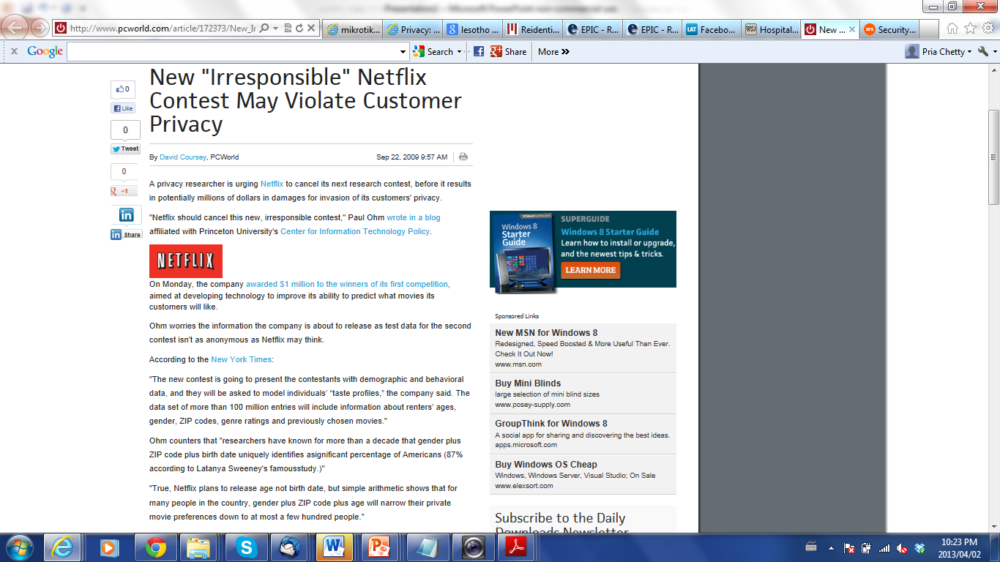 Presentation1 - Microsoft PowerPoint non-commercial use
http://www.pcworld.com/article/172373/New_Ir
mikrotik...
Privacy: ...
lesotho ...
Reidenti...
EPIC - R...
EPIC - R...
LAT Facebo...
WSJ Hospital...
New ...
ars Security...
x Google
Search
Share
More »
Pria Chetty
New "Irresponsible" Netflix
Contest May Violate Customer
Privacy
0
Like
0
Tweet
0
+1
in
in Share
By David Coursey, PCWorld
Sep 22, 2009 9:57 AM
A privacy researcher is urging Netflix to cancel its next research contest, before it results
in potentially millions of dollars in damages for invasion of its customers' privacy.
"Netflix should cancel this new, irresponsible contest," Paul Ohm wrote in a blog
affiliated with Princeton University's Center for Information Technology Policy.
NETFLIX
On Monday, the company awarded $1 million to the winners of its first competition,
aimed at developing technology to improve its ability to predict what movies its
customers will like.
Ohm worries the information the company is about to release as test data for the second
contest isn't as anonymous as Netflix may think.
According to the New York Times:
"The new contest is going to present the contestants with demographic and behavioral
data, and they will be asked to model individuals' “taste profiles,” the company said. The
data set of more than 100 million entries will include information about renters' ages,
gender, ZIP codes, genre ratings and previously chosen movies."
Ohm counters that "researchers have known for more than a decade that gender plus
ZIP code plus birth date uniquely identifies asignificant percentage of Americans (87%
according to Latanya Sweeney's famousstudy.)"
"True, Netflix plans to release age not birth date, but simple arithmetic shows that for
many people in the country, gender plus ZIP code plus age will narrow their private
movie preferences down to at most a few hundred people."
Windows 8
Starter
Guide
SUPERGUIDE
Windows 8 Starter Guide
Learn how to install or upgrade,
and the newest tips & tricks.
LEARN MORE
Sponsored Links
New MSN for Windows 8
Redesigned, Speed Boosted & More Useful Than Ever.
Check It Out Now!
www.msn.com
Buy Mini Blinds
large selection of mini blind sizes
www.posey-supply.com
GroupThink for Windows 8
A social app for sharing and discovering the best ideas.
apps.microsoft.com
Buy Windows OS Cheap
Windows, Windows Server, Visual Studio; On Sale
www.elexsort.com
Subscribe to the Daily
Downloads Newsletter
10:23 PM
2013/04/02